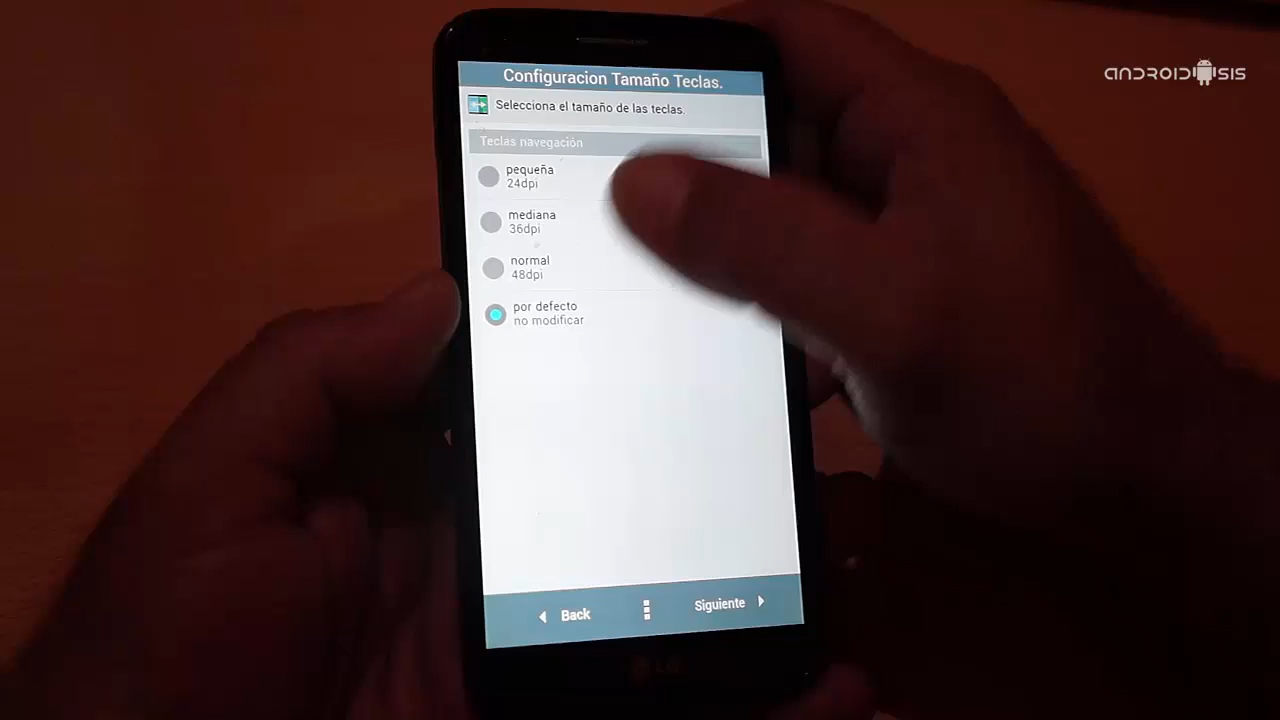 ANDROIDSIS
Configuracion Tamaño Teclas.
Selecciona el tamaño de las teclas.
Teclas navegación
pequeña
24dpi
mediana
36dpi
normal
48dpi
por defecto
no modificar
Back
Siguiente
LG